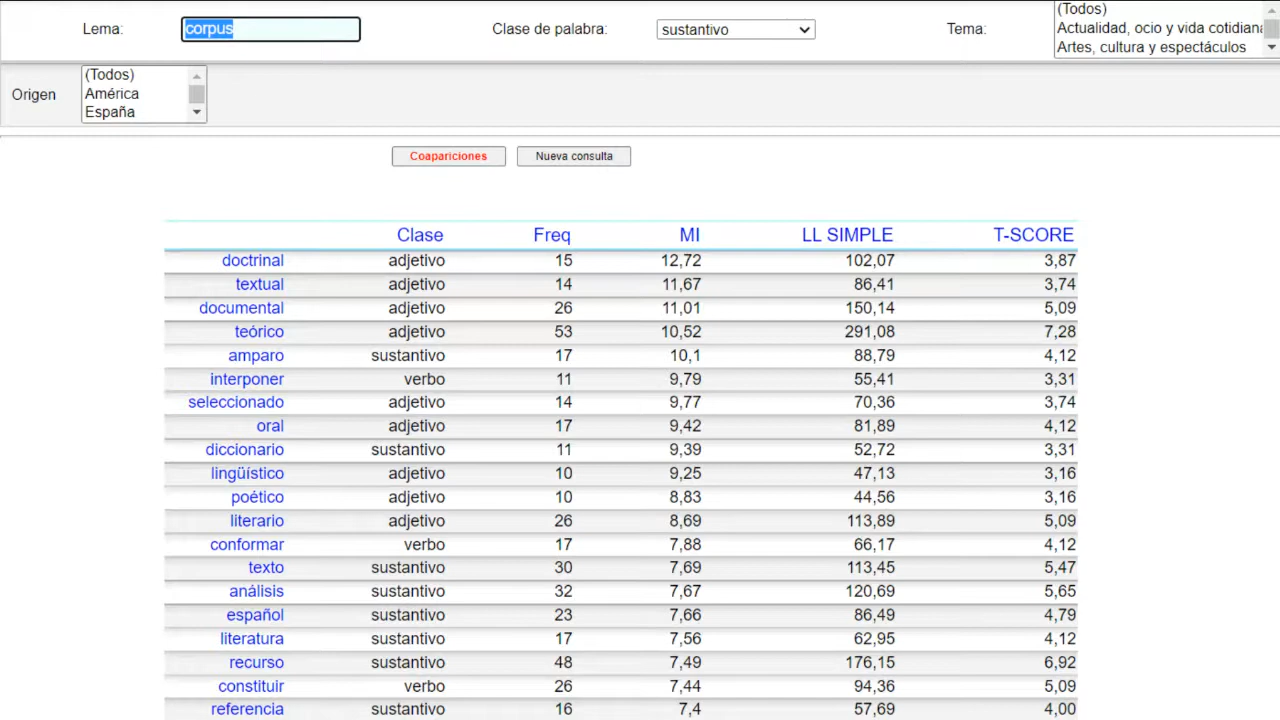 Lema: corpus Clase de palabra: sustantivo Tema: (Todos)
Actualidad, ocio y vida cotidiana
Artes, cultura y espectáculos
Origen (Todos)
América
España
Coapariciones Nueva consulta
Clase Freq MI LL SIMPLE T-SCORE
doctrinal adjetivo 15 12,72 102,07 3,87
textual adjetivo 14 11,67 86,41 3,74
documental adjetivo 26 11,01 150,14 5,09
teórico adjetivo 53 10,52 291,08 7,28
amparo sustantivo 17 10,1 88,79 4,12
interponer verbo 11 9,79 55,41 3,31
seleccionado adjetivo 14 9,77 70,36 3,74
oral adjetivo 17 9,42 81,89 4,12
diccionario sustantivo 11 9,39 52,72 3,31
lingüístico adjetivo 10 9,25 47,13 3,16
poético adjetivo 10 8,83 44,56 3,16
literario adjetivo 26 8,69 113,89 5,09
conformar verbo 17 7,88 66,17 4,12
texto sustantivo 30 7,69 113,45 5,47
análisis sustantivo 32 7,67 120,69 5,65
español sustantivo 23 7,66 86,49 4,79
literatura sustantivo 17 7,56 62,95 4,12
recurso sustantivo 48 7,49 176,15 6,92
constituir verbo 26 7,44 94,36 5,09
referencia sustantivo 16 7,4 57,69 4,00